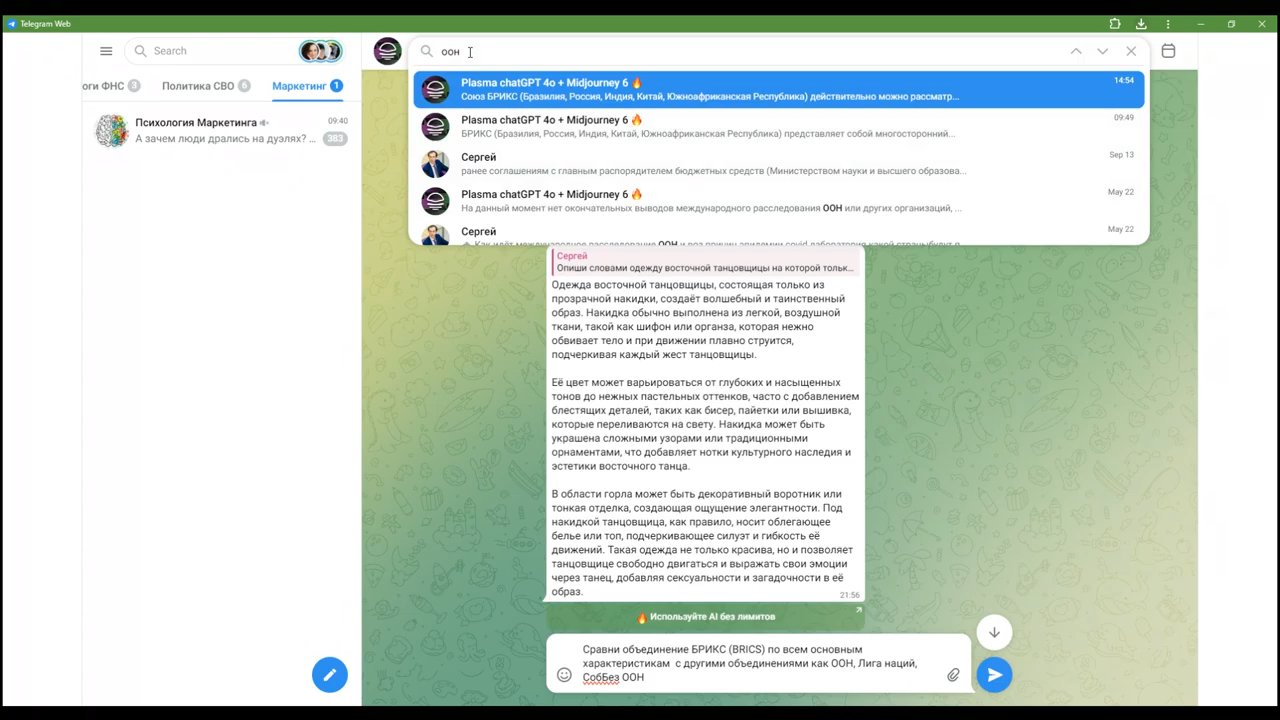 Telegram Web
Search
оон
оги ФНС 3
Политика СВО 6
Маркетинг 1
Психология Маркетинга
09:40
А зачем люди дрались на дуэлях? ...
383
Plasma chatGPT 4o + Midjourney 6 🔥
14:54
Союз БРИКС (Бразилия, Россия, Индия, Китай, Южноафриканская Республика) действительно можно рассматр...
Plasma chatGPT 4o + Midjourney 6 🔥
09:49
БРИКС (Бразилия, Россия, Индия, Китай, Южноафриканская Республика) представляет собой многосторонний...
Сергей
Sep 13
ранее соглашениям с главным распорядителем бюджетных средств (Министерством науки и высшего образова...
Plasma chatGPT 4o + Midjourney 6 🔥
May 22
На данный момент нет окончательных выводов международного расследования ООН или других организаций, ...
Сергей
May 22
Как идёт международное расследование ООН
Сергей
Опиши словами одежду восточной танцовщицы на которой тольк...
Одежда восточной танцовщицы, состоящая только из
прозрачной накидки, создаёт волшебный и таинственный
образ. Накидка обычно выполнена из легкой, воздушной
ткани, такой как шифон или органза, которая нежно
обвивает тело и при движении плавно струится,
подчеркивая каждый жест танцовщицы.
Её цвет может варьироваться от глубоких и насыщенных
тонов до нежных пастельных оттенков, часто с добавлением
блестящих деталей, таких как бисер, пайетки или вышивка,
которые переливаются на свету. Накидка может быть
украшена сложными узорами или традиционными
орнаментами, что добавляет нотки культурного наследия и
эстетики восточного танца.
В области горла может быть декоративный воротник или
тонкая отделка, создающая ощущение элегантности. Под
накидкой танцовщица, как правило, носит облегающее
белье или топ, подчеркивающее силуэт и гибкость её
движений. Такая одежда не только красива, но и позволяет
танцовщице свободно двигаться и выражать свои эмоции
через танец, добавляя сексуальности и загадочности в её
образ.
21:56
🔥 Используйте AI без лимитов
Сравни объединение БРИКС (BRICS) по всем основным
характеристикам с другими объединениями как ООН, Лига наций,
СобБез ООН